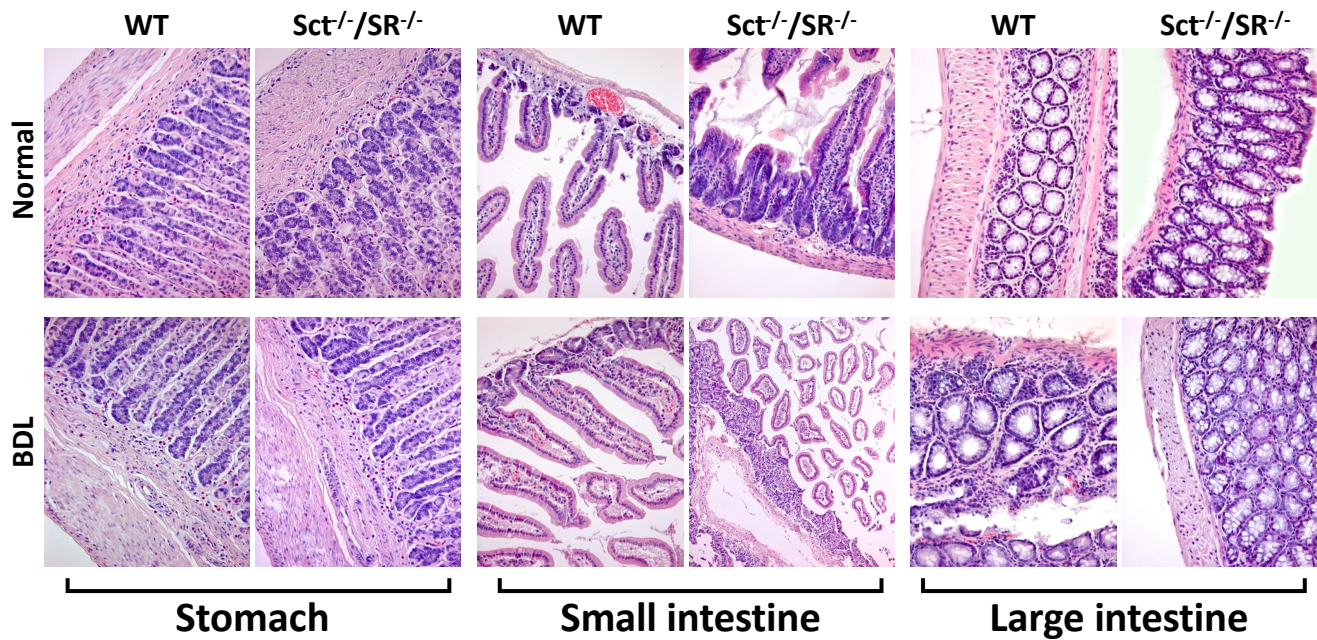 WT Sct-/-/SR-/- WT Sct-/-/SR-/- WT Sct-/-/SR-/-
Normal
BDL
Stomach Small intestine Large intestine